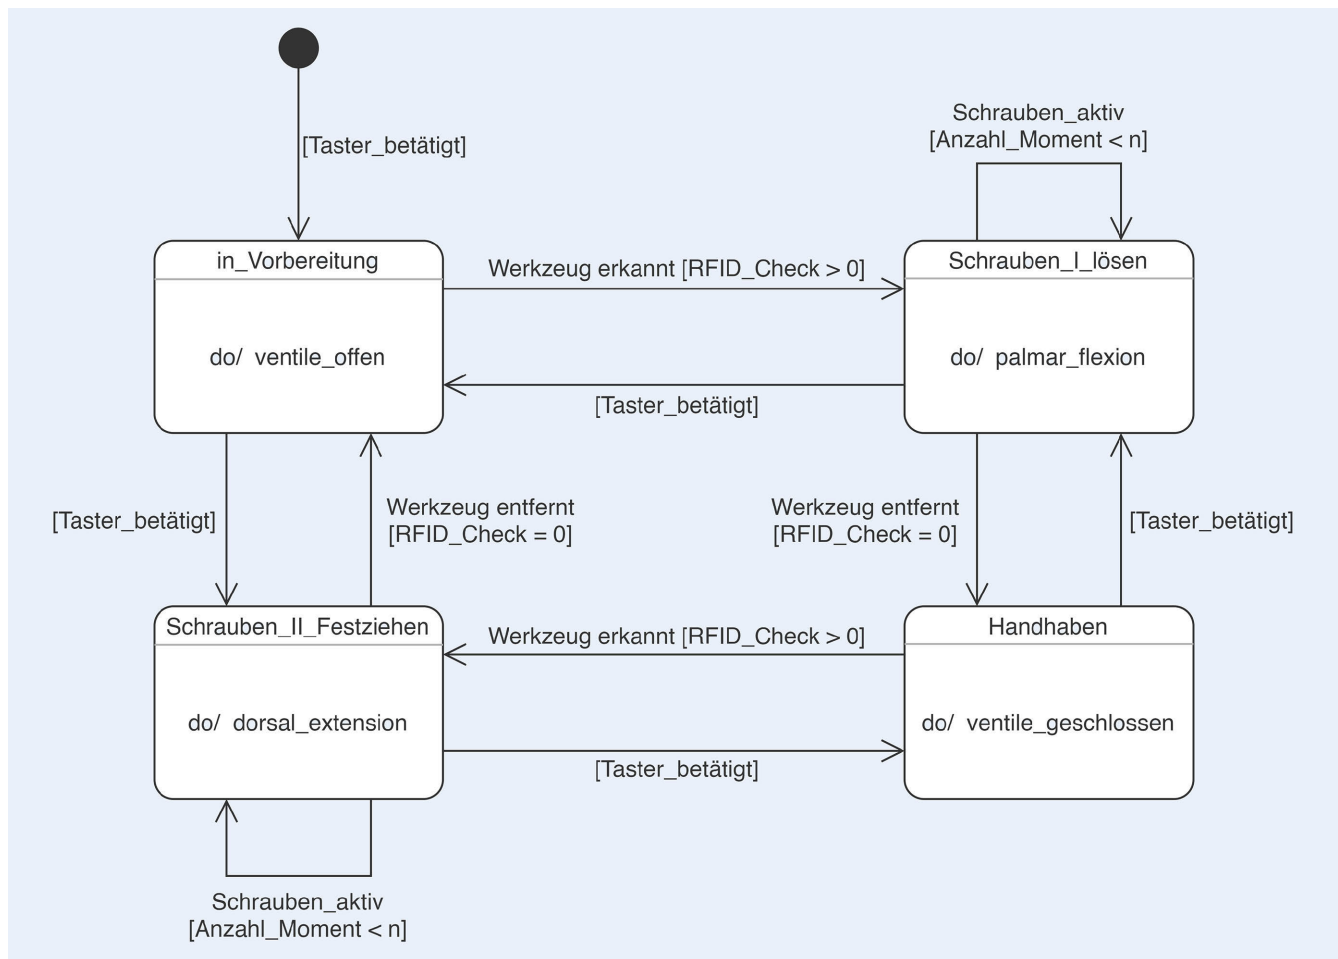 [Taster_betätigt]
Schrauben_aktiv
[Anzahl_Moment < n]
in_Vorbereitung
do/ ventile_offen
Werkzeug erkannt [RFID_Check > 0]
Schrauben_I_lösen
do/ palmar_flexion
[Taster_betätigt]
[Taster_betätigt]
Werkzeug entfernt
[RFID_Check = 0]
Werkzeug entfernt
[RFID_Check = 0]
[Taster_betätigt]
Schrauben_II_Festziehen
do/ dorsal_extension
Werkzeug erkannt [RFID_Check > 0]
Handhaben
do/ ventile_geschlossen
[Taster_betätigt]
Schrauben_aktiv
[Anzahl_Moment < n]